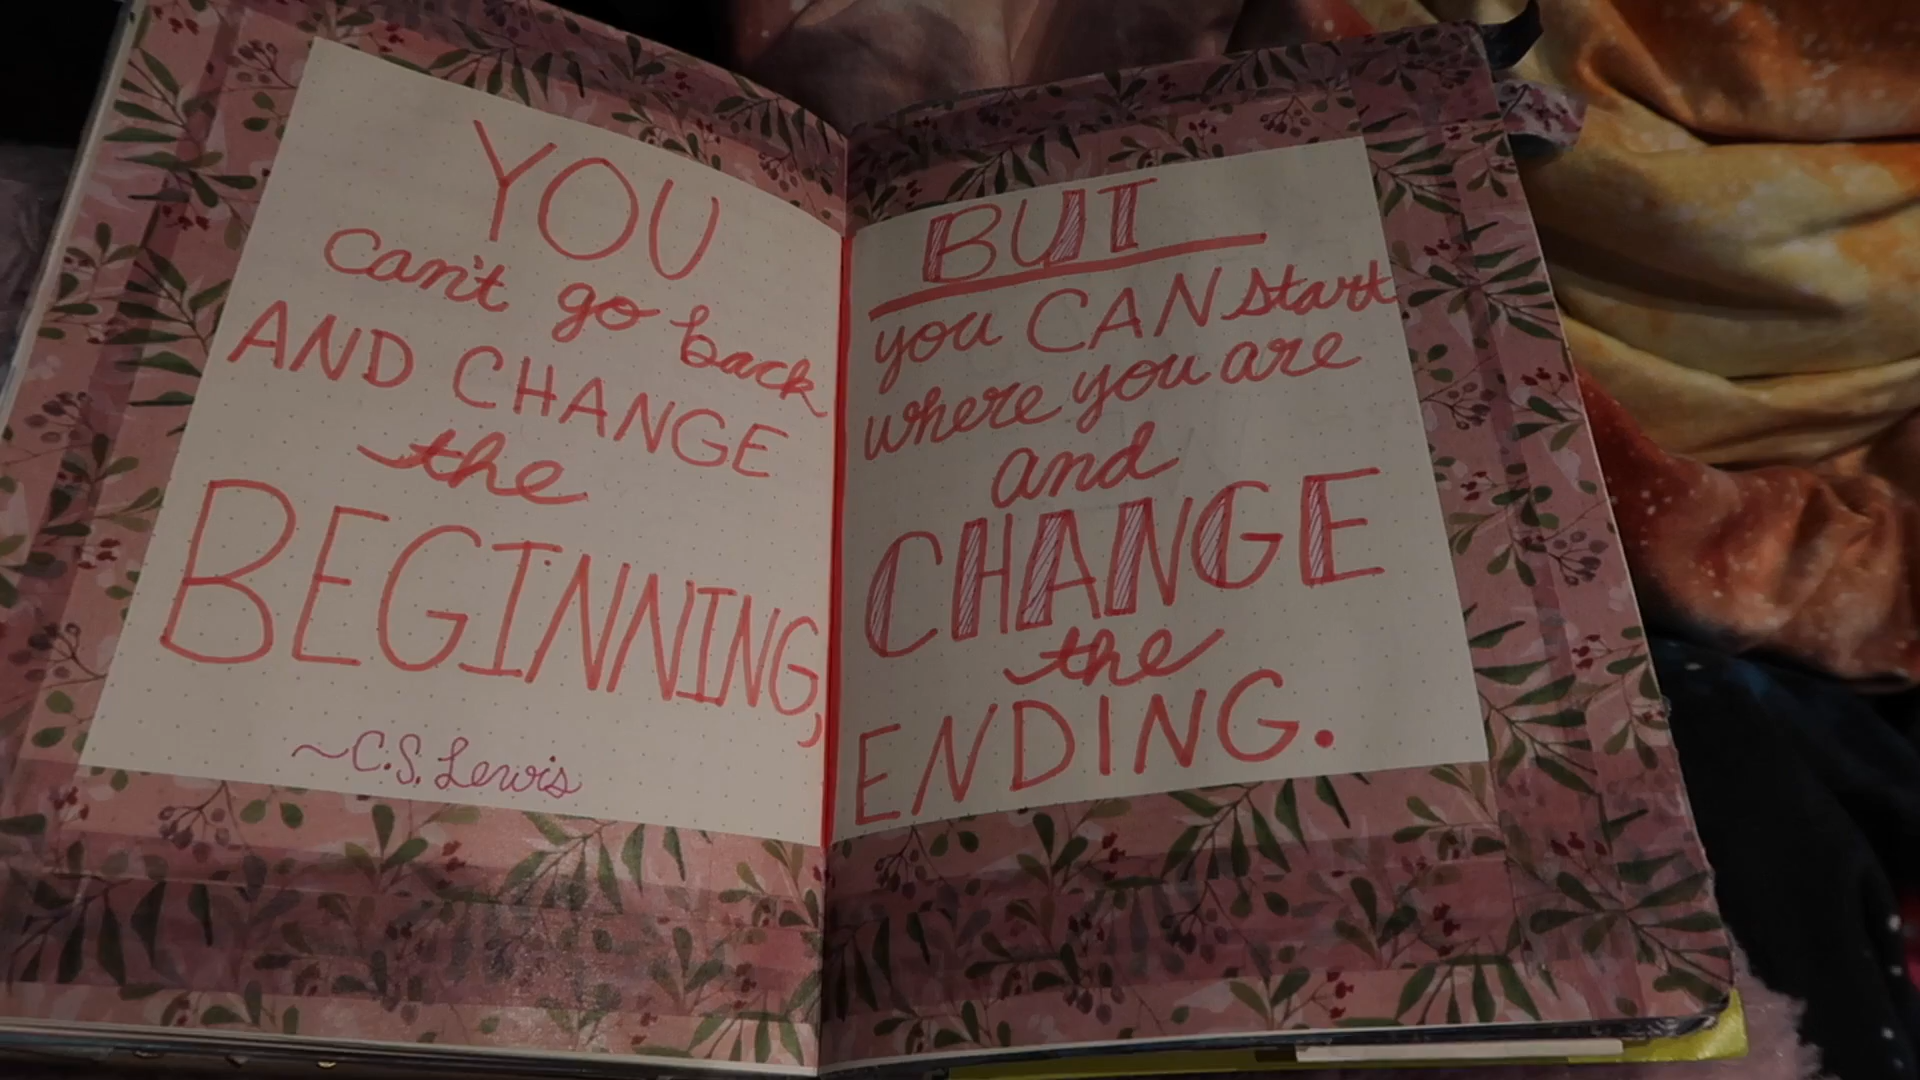 YOU
can't go back
AND CHANGE
the
BEGINNING,
~C.S. Lewis
BUT
you CAN start
where you are
and
CHANGE
the
ENDING.